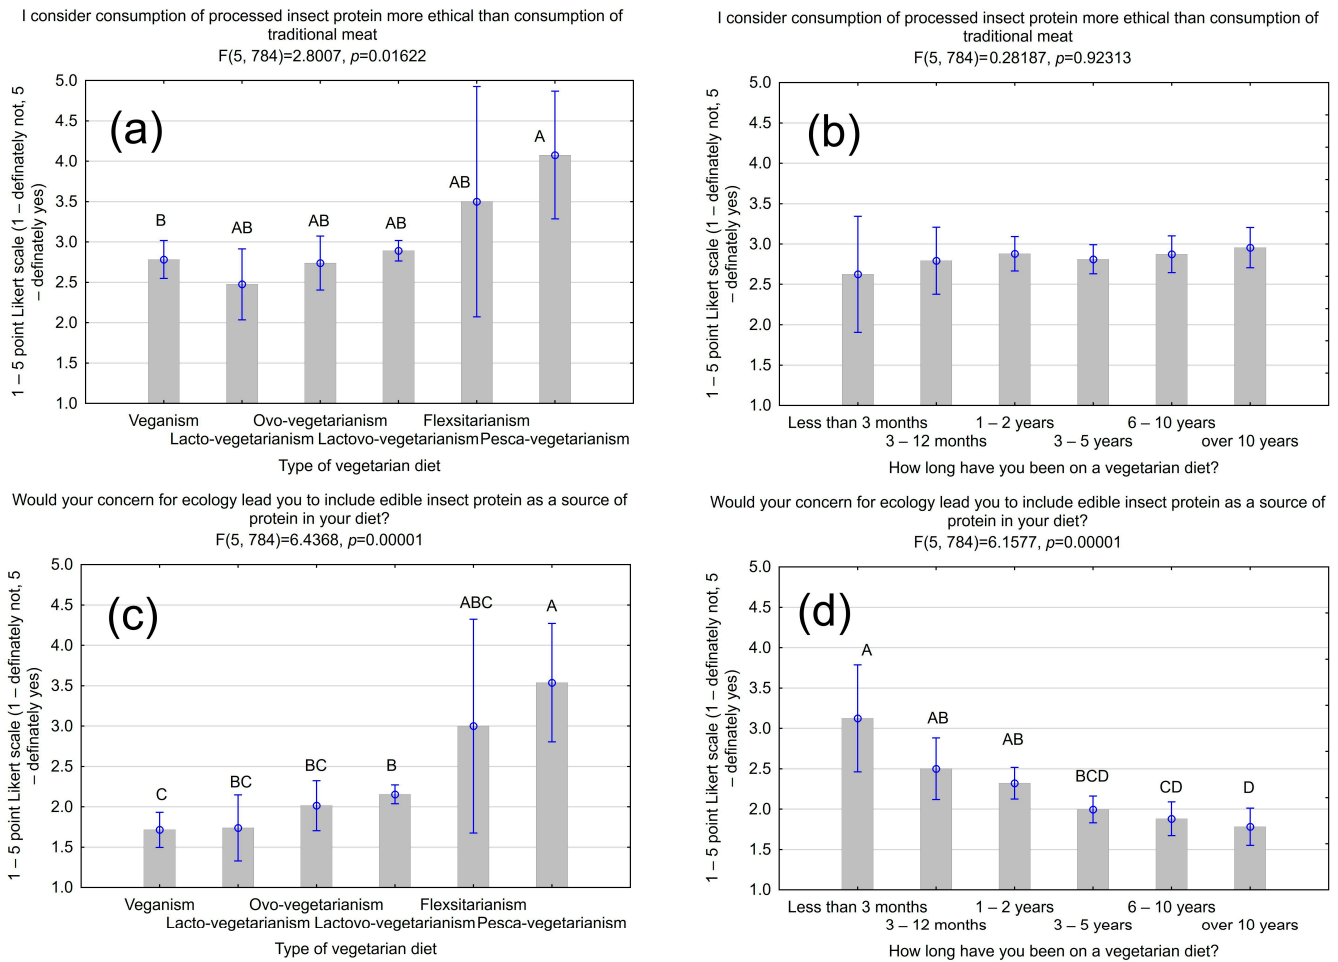 I consider consumption of processed insect protein more ethical than consumption of
traditional meat
F(5, 784)=2.8007, p=0.01622
1 – 5 point Likert scale (1 – definately not, 5
– definately yes)
5.0
4.5
4.0
3.5
3.0
2.5
2.0
1.5
1.0
(a)
B
AB
AB
AB
AB
A
Veganism
Ovo-vegetarianism
Flexsitarianism
Lacto-vegetarianism
Lactovo-vegetarianism
Pesca-vegetarianism
Type of vegetarian diet
I consider consumption of processed insect protein more ethical than consumption of
traditional meat
F(5, 784)=0.28187, p=0.92313
1 – 5 point Likert scale (1 – definately not, 5
– definately yes)
5.0
4.5
4.0
3.5
3.0
2.5
2.0
1.5
1.0
(b)
Less than 3 months
1 – 2 years
6 – 10 years
3 – 12 months
3 – 5 years
over 10 years
How long have you been on a vegetarian diet?
Would your concern for ecology lead you to include edible insect protein as a source of
protein in your diet?
F(5, 784)=6.4368, p=0.00001
1 – 5 point Likert scale (1 – definately not, 5
– definately yes)
5.0
4.5
4.0
3.5
3.0
2.5
2.0
1.5
1.0
(c)
C
BC
BC
B
ABC
A
Veganism
Ovo-vegetarianism
Flexsitarianism
Lacto-vegetarianism
Lactovo-vegetarianism
Pesca-vegetarianism
Type of vegetarian diet
Would your concern for ecology lead you to include edible insect protein as a source of
protein in your diet?
F(5, 784)=6.1577, p=0.00001
1 – 5 point Likert scale (1 – definately not, 5
– definately yes)
5.0
4.5
4.0
3.5
3.0
2.5
2.0
1.5
1.0
(d)
A
AB
AB
BCD
CD
D
Less than 3 months
1 – 2 years
6 – 10 years
3 – 12 months
3 – 5 years
over 10 years
How long have you been on a vegetarian diet?